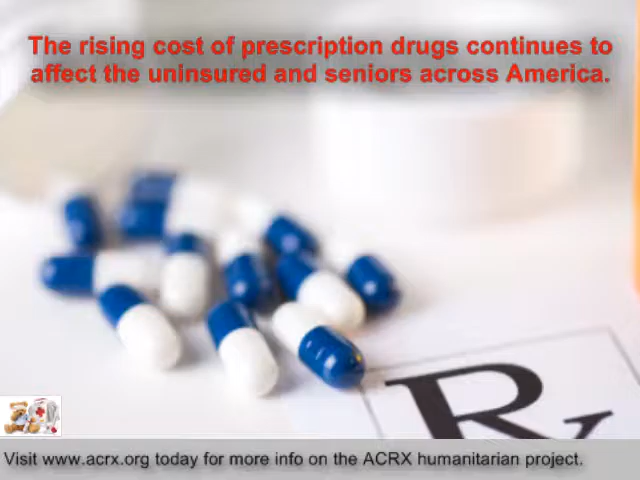 The rising cost of prescription drugs continues to
affect the uninsured and seniors across America.
Rx
Visit www.acrx.org today for more info on the ACRX humanitarian project.